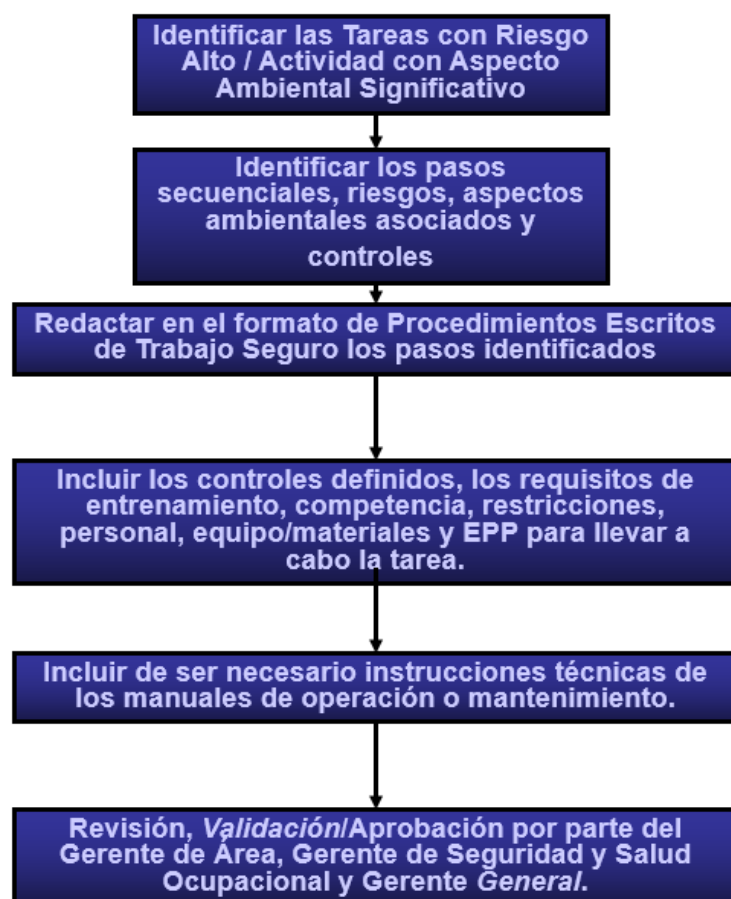 Identificar las Tareas con Riesgo
Alto / Actividad con Aspecto
Ambiental Significativo
Identificar los pasos
secuenciales, riesgos, aspectos
ambientales asociados y
controles
Redactar en el formato de Procedimientos Escritos
de Trabajo Seguro los pasos identificados
Incluir los controles definidos, los requisitos de
entrenamiento, competencia, restricciones,
personal, equipo/materiales y EPP para llevar a
cabo la tarea.
Incluir de ser necesario instrucciones técnicas de
los manuales de operación o mantenimiento.
Revisión, Validación/Aprobación por parte del
Gerente de Área, Gerente de Seguridad y Salud
Ocupacional y Gerente General.